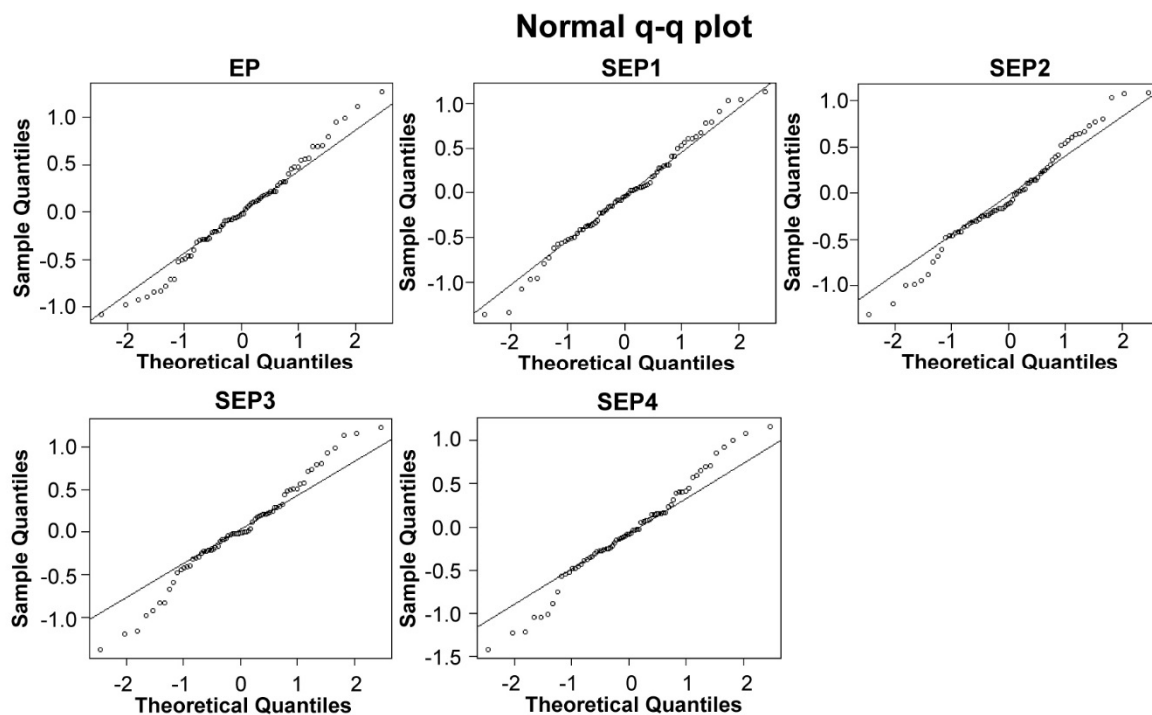 Normal q-q plot
EP
Sample Quantiles
1.0
0.5
0.0
-0.5
-1.0
-2 -1 0 1 2
Theoretical Quantiles
SEP1
Sample Quantiles
1.0
0.5
0.0
-0.5
-1.0
-2 -1 0 1 2
Theoretical Quantiles
SEP2
Sample Quantiles
1.0
0.5
0.0
-0.5
-1.0
-2 -1 0 1 2
Theoretical Quantiles
SEP3
Sample Quantiles
1.0
0.5
0.0
-0.5
-1.0
-2 -1 0 1 2
Theoretical Quantiles
SEP4
Sample Quantiles
1.0
0.5
0.0
-0.5
-1.0
-1.5
-2 -1 0 1 2
Theoretical Quantiles